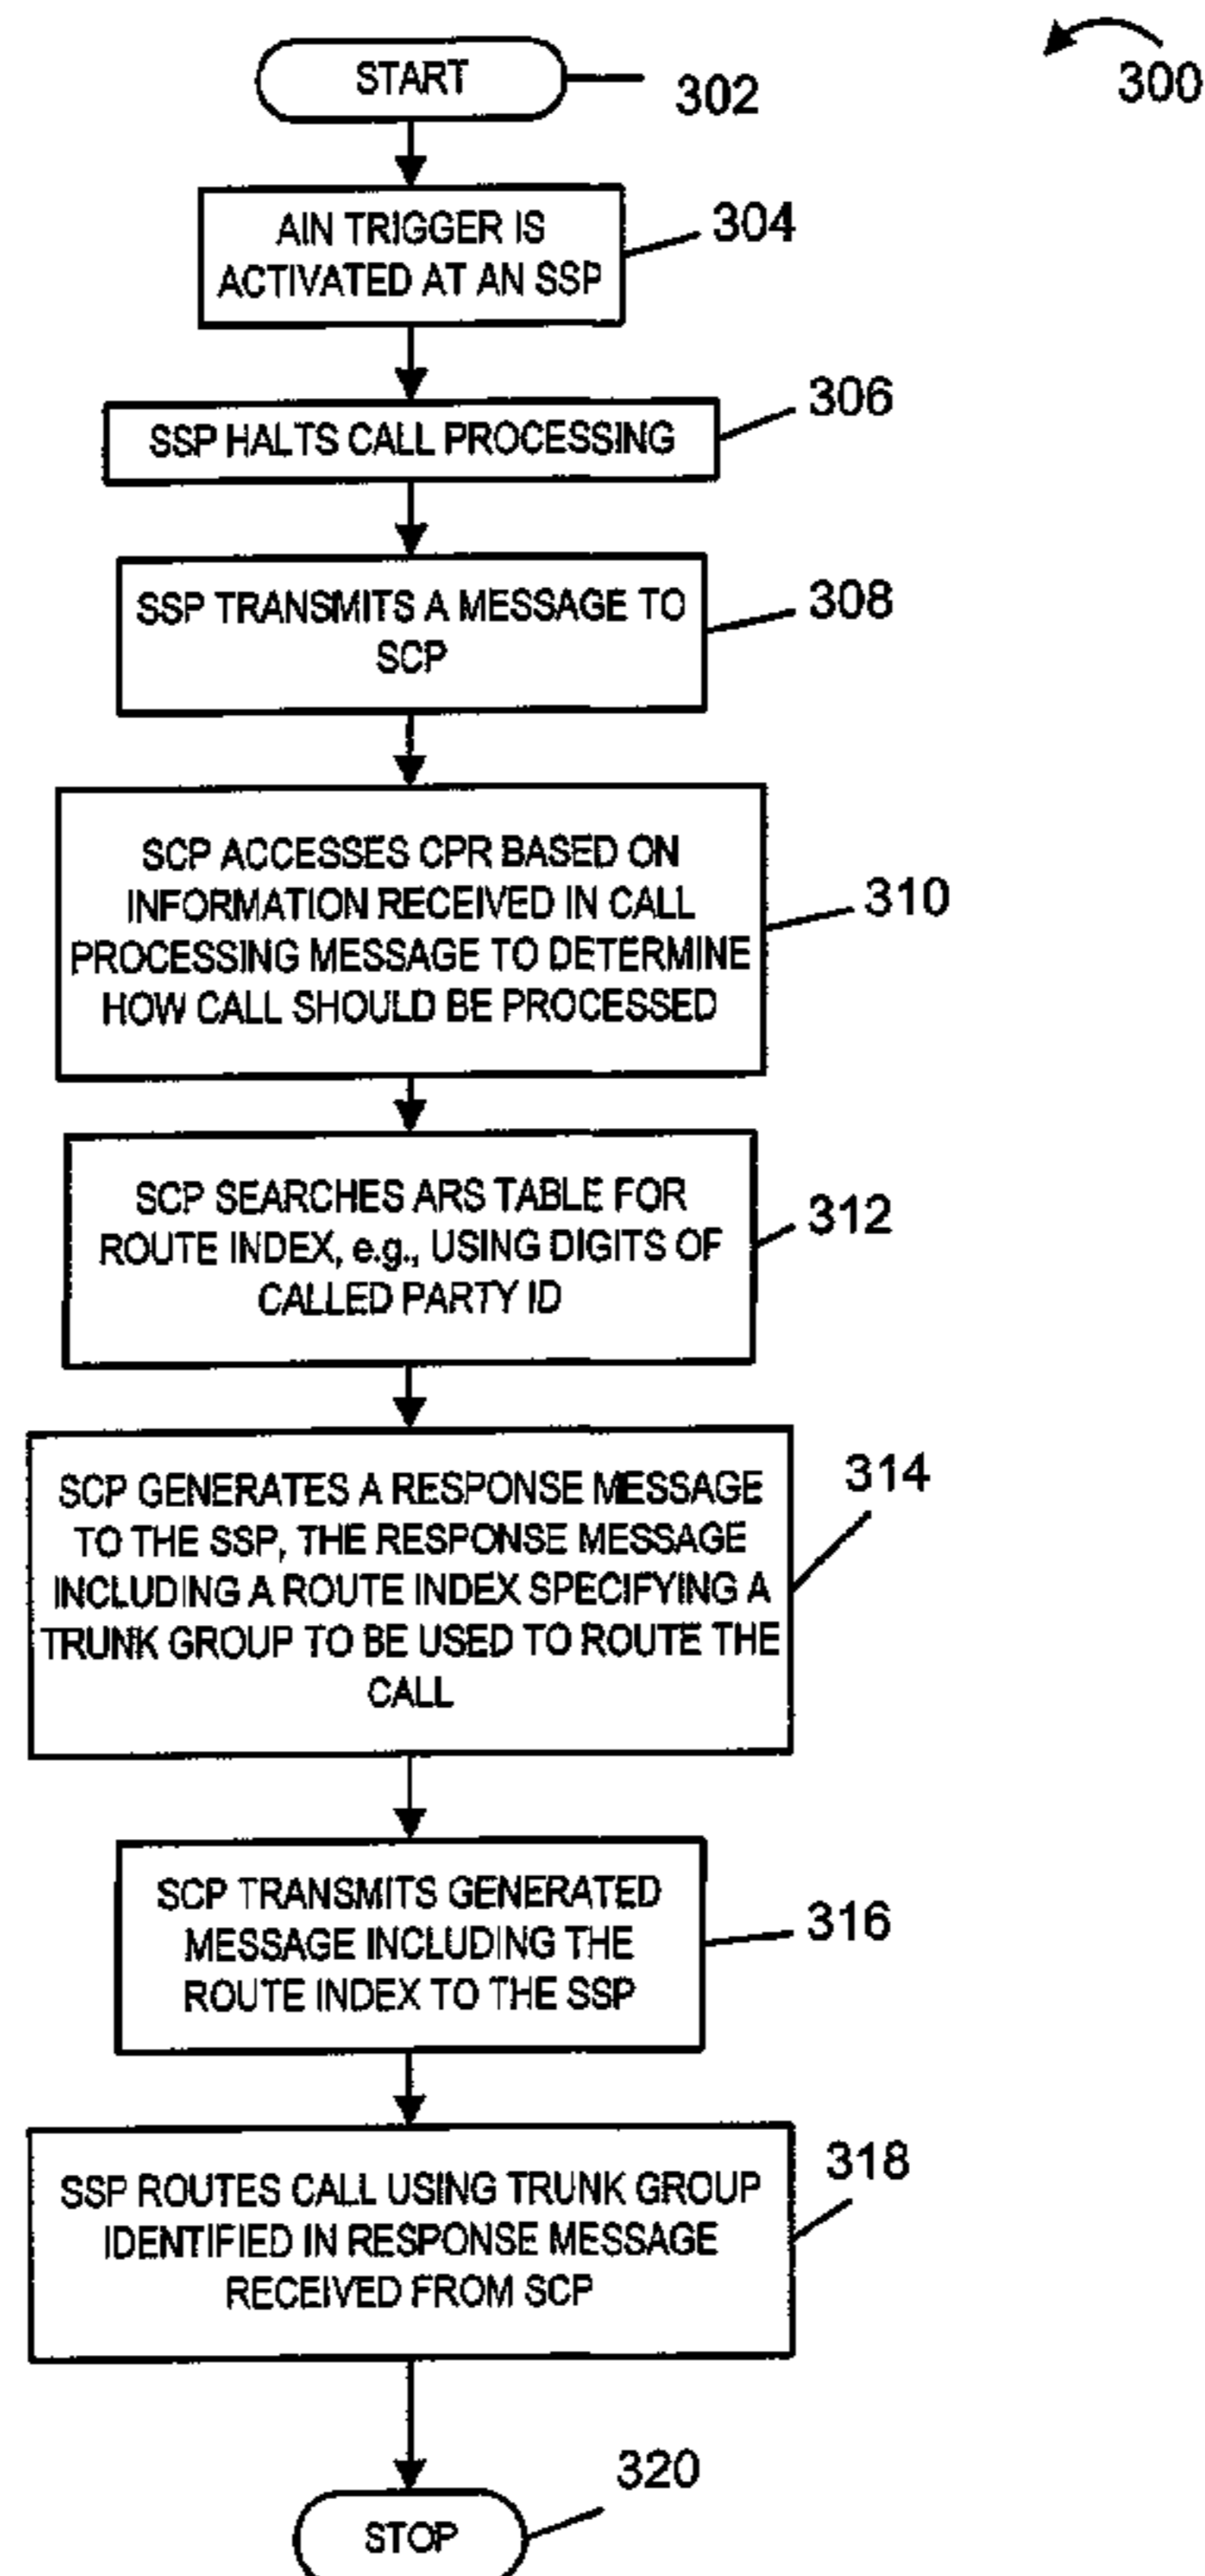 300
START
302
AIN TRIGGER IS
ACTIVATED AT AN SSP
304
SSP HALTS CALL PROCESSING
306
SSP TRANSMITS A MESSAGE TO
SCP
308
SCP ACCESSES CPR BASED ON
INFORMATION RECEIVED IN CALL
PROCESSING MESSAGE TO DETERMINE
HOW CALL SHOULD BE PROCESSED
310
SCP SEARCHES ARS TABLE FOR
ROUTE INDEX, e.g., USING DIGITS OF
CALLED PARTY ID
312
SCP GENERATES A RESPONSE MESSAGE
TO THE SSP, THE RESPONSE MESSAGE
INCLUDING A ROUTE INDEX SPECIFYING A
TRUNK GROUP TO BE USED TO ROUTE THE
CALL
314
SCP TRANSMITS GENERATED
MESSAGE INCLUDING THE
ROUTE INDEX TO THE SSP
316
SSP ROUTES CALL USING TRUNK GROUP
IDENTIFIED IN RESPONSE MESSAGE
RECEIVED FROM SCP
318
STOP
320